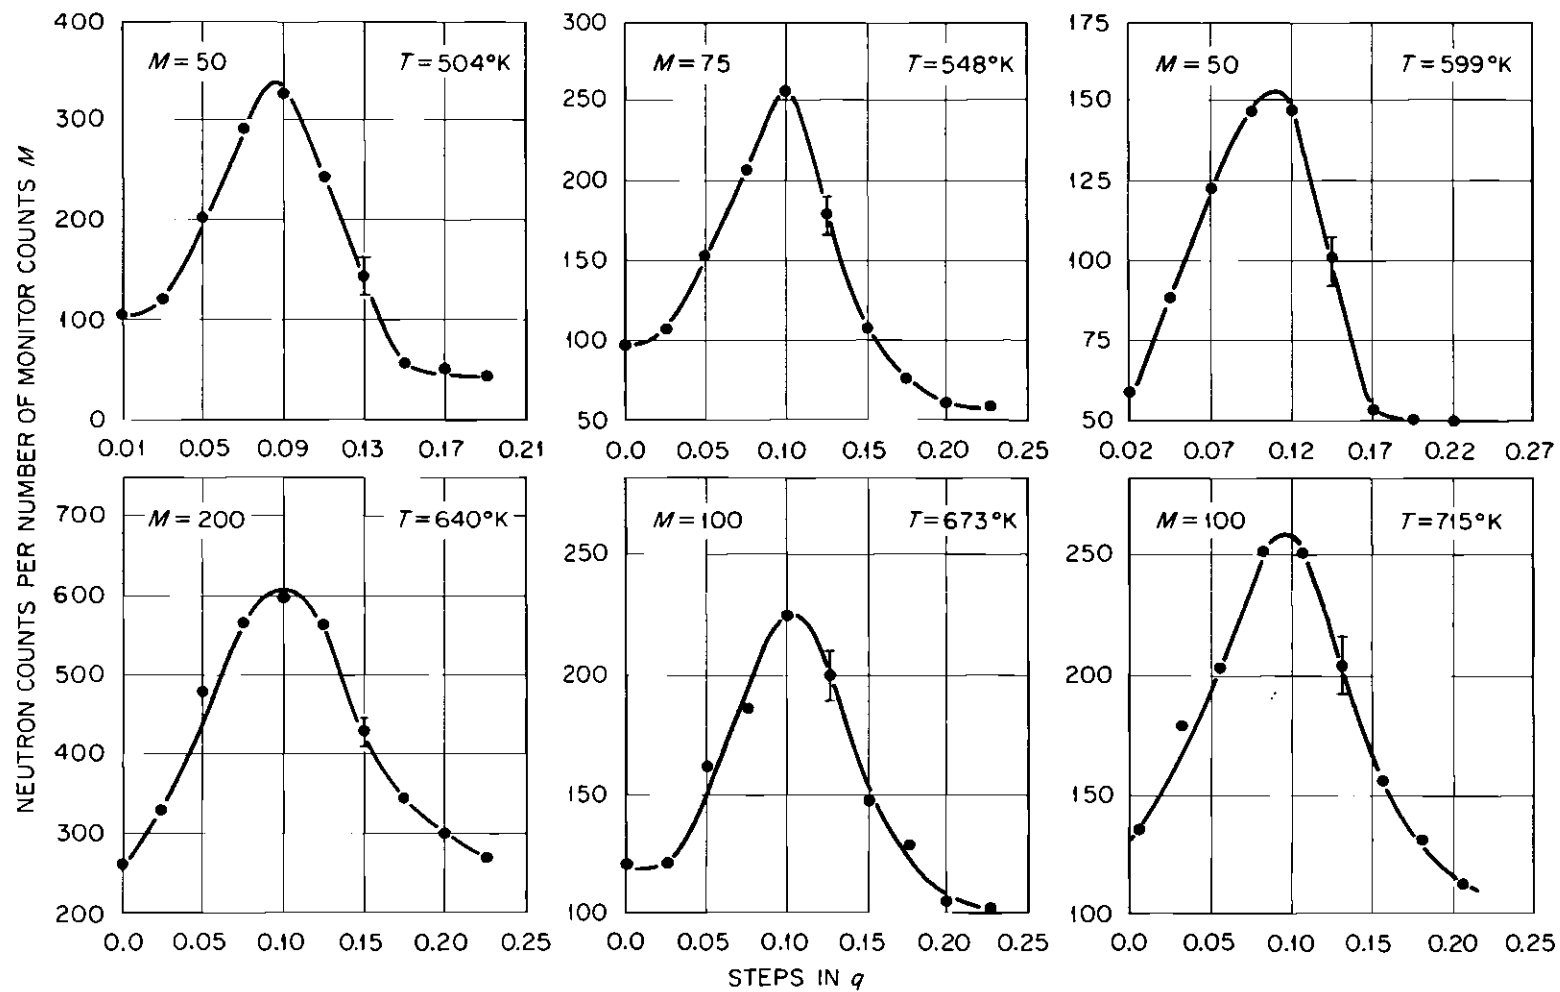 NEUTRON COUNTS PER NUMBER OF MONITOR COUNTS M
400
300
200
100
0
M = 50
T = 504°K
0.01 0.05 0.09 0.13 0.17 0.21
300
250
200
150
100
50
M = 75
T = 548°K
0.0 0.05 0.10 0.15 0.20 0.25
175
150
125
100
75
50
M = 50
T = 599°K
0.02 0.07 0.12 0.17 0.22 0.27
700
600
500
400
300
200
M = 200
T = 640°K
0.0 0.05 0.10 0.15 0.20 0.25
250
200
150
100
M = 100
T = 673°K
0.0 0.05 0.10 0.15 0.20 0.25
250
200
150
100
M = 100
T = 715°K
0.0 0.05 0.10 0.15 0.20 0.25
STEPS IN q